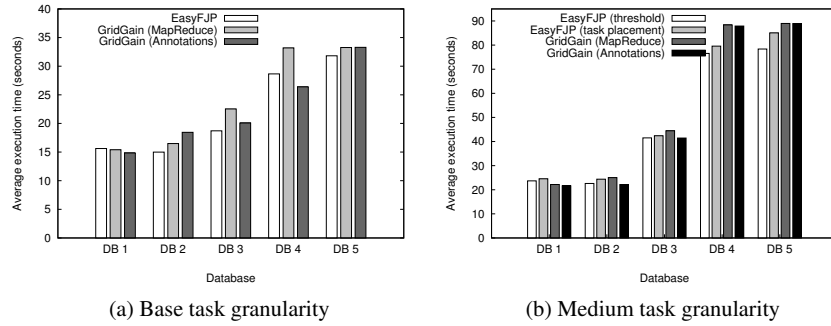 40
35
30
25
20
15
10
5
0
Average execution time (seconds)
EasyFJP
GridGain (MapReduce)
GridGain (Annotations)
DB 1 DB 2 DB 3 DB 4 DB 5
Database
(a) Base task granularity
90
80
70
60
50
40
30
20
10
0
Average execution time (seconds)
EasyFJP (threshold)
EasyFJP (task placement)
GridGain (MapReduce)
GridGain (Annotations)
DB 1 DB 2 DB 3 DB 4 DB 5
Database
(b) Medium task granularity